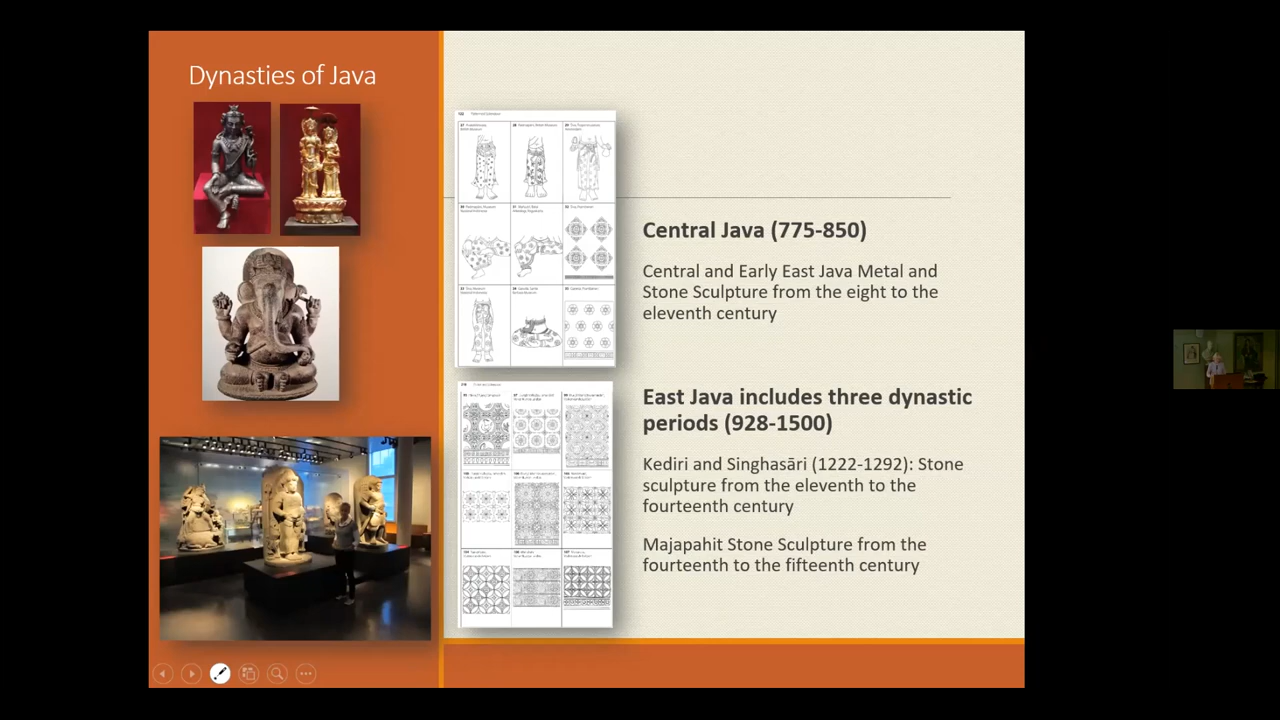 Dynasties of Java
Central Java (775-850)
Central and Early East Java Metal and
Stone Sculpture from the eight to the
eleventh century
East Java includes three dynastic
periods (928-1500)
Kediri and Singhasāri (1222-1292): Stone
sculpture from the eleventh to the
fourteenth century
Majapahit Stone Sculpture from the
fourteenth to the fifteenth century